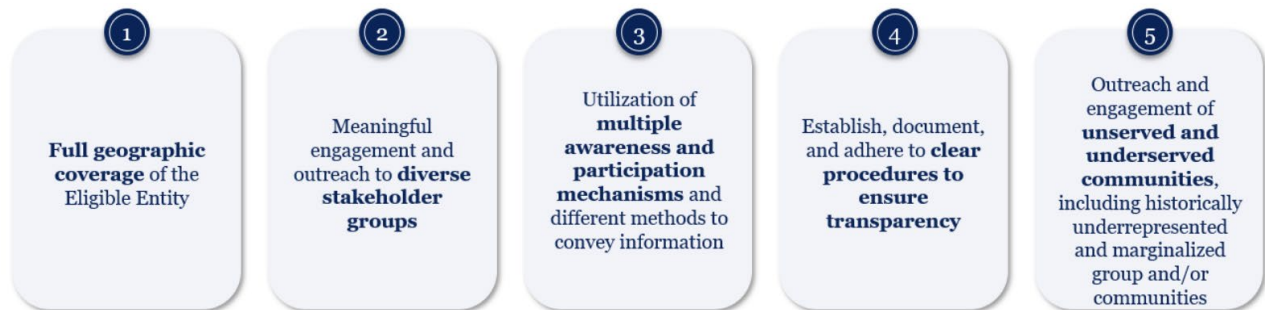 1
Full geographic
coverage of the
Eligible Entity
2
Meaningful
engagement and
outreach to diverse
stakeholder
groups
3
Utilization of
multiple
awareness and
participation
mechanisms and
different methods to
convey information
4
Establish, document,
and adhere to clear
procedures to
ensure
transparency
5
Outreach and
engagement of
unserved and
underserved
communities,
including historically
underrepresented
and marginalized
group and/or
communities